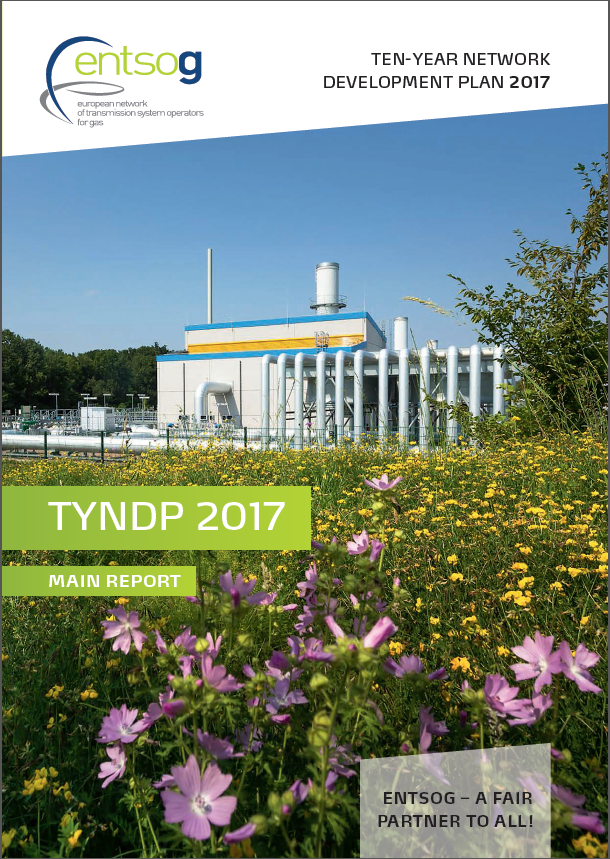 entsog
european network
of transmission system operators
for gas
TEN-YEAR NETWORK
DEVELOPMENT PLAN 2017
TYNDP 2017
MAIN REPORT
ENTSOG – A FAIR
PARTNER TO ALL!